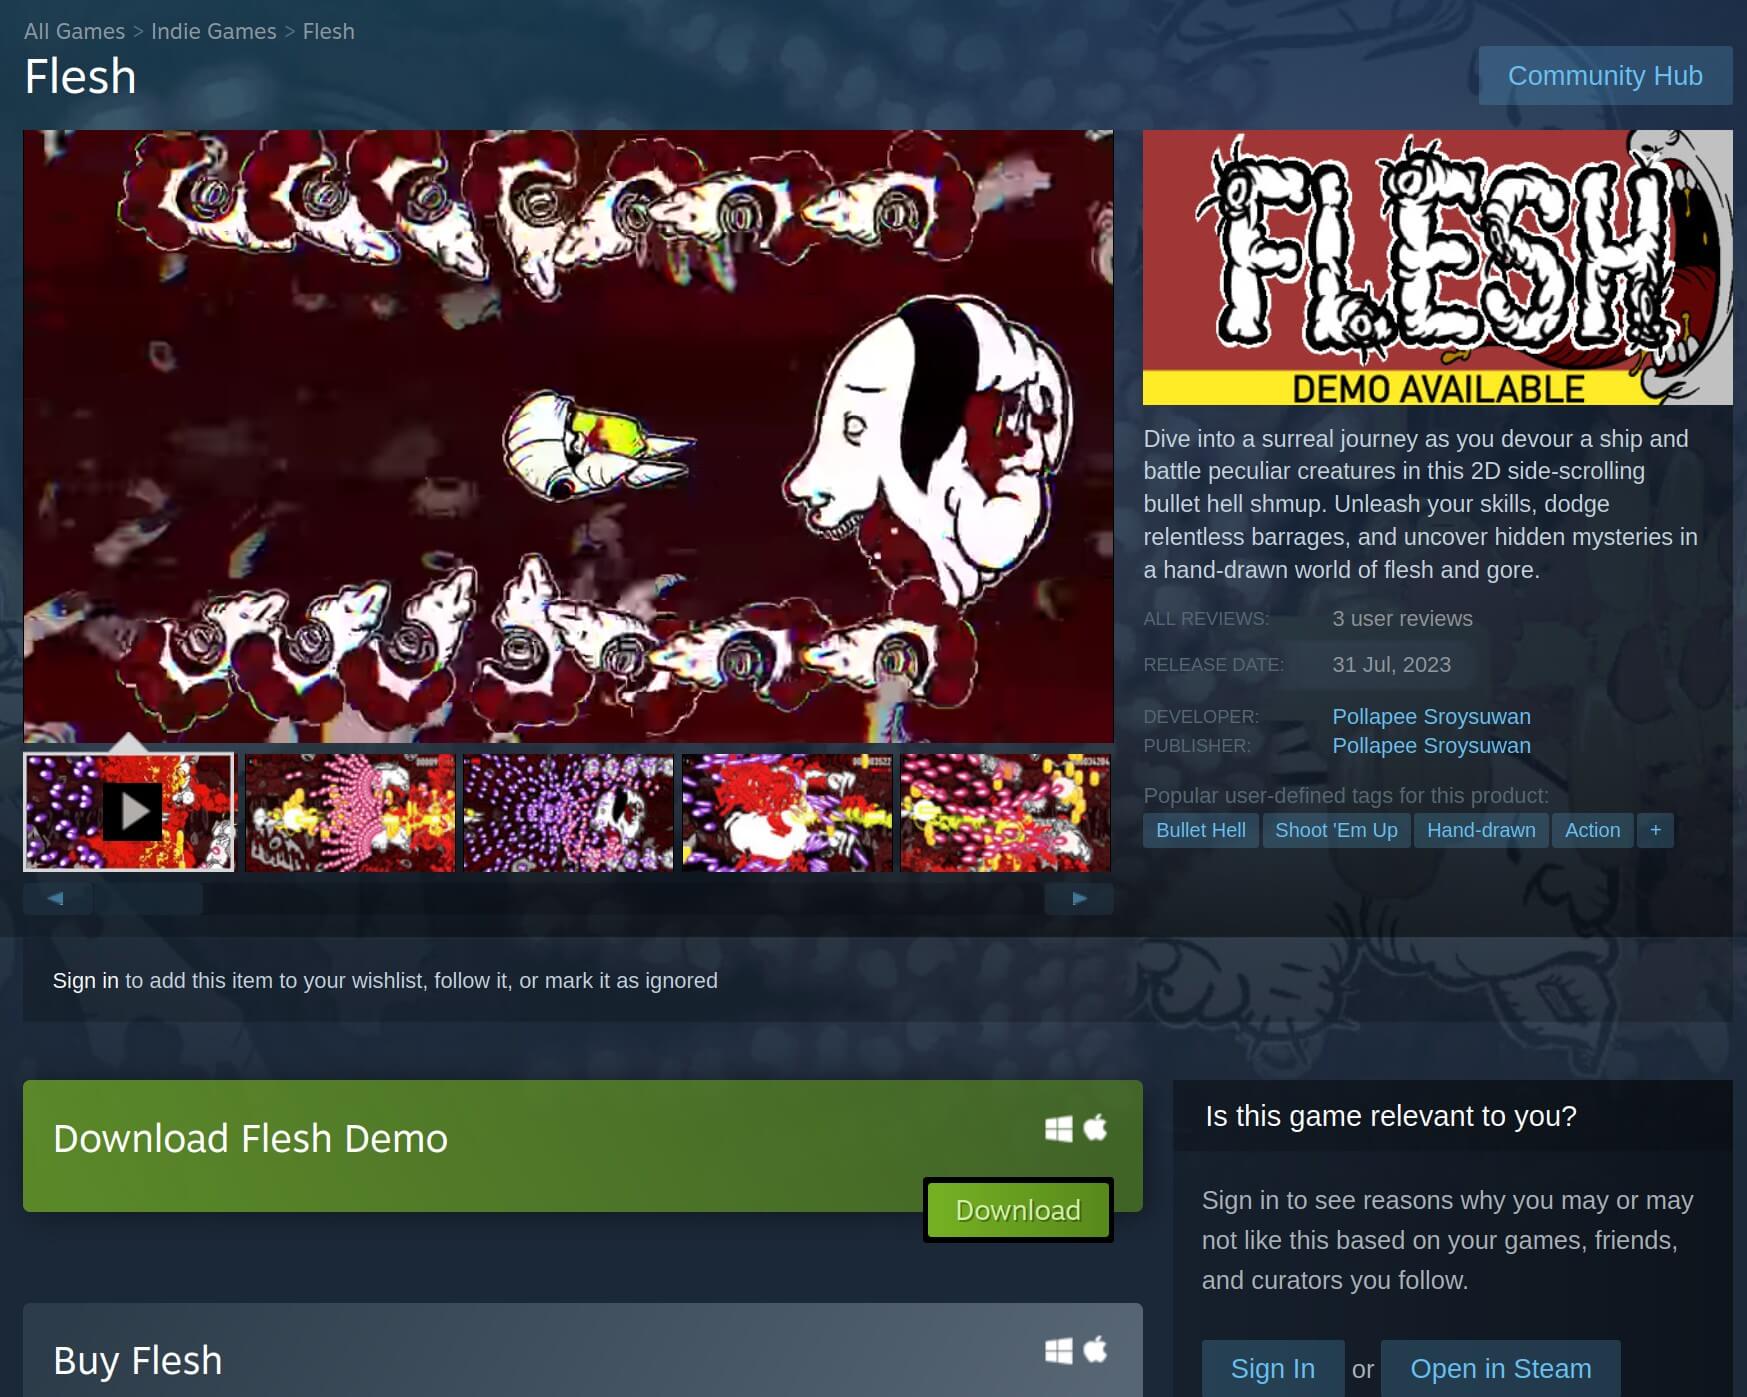 All Games > Indie Games > Flesh
Flesh
Community Hub
FLESH
DEMO AVAILABLE
Dive into a surreal journey as you devour a ship and
battle peculiar creatures in this 2D side-scrolling
bullet hell shmup. Unleash your skills, dodge
relentless barrages, and uncover hidden mysteries in
a hand-drawn world of flesh and gore.
ALL REVIEWS: 3 user reviews
RELEASE DATE: 31 Jul, 2023
DEVELOPER: Pollapee Sroysuwan
PUBLISHER: Pollapee Sroysuwan
Popular user-defined tags for this product:
Bullet Hell Shoot 'Em Up Hand-drawn Action +
Sign in to add this item to your wishlist, follow it, or mark it as ignored
Download Flesh Demo
Download
Is this game relevant to you?
Sign in to see reasons why you may or may
not like this based on your games, friends,
and curators you follow.
Sign In or Open in Steam
Buy Flesh